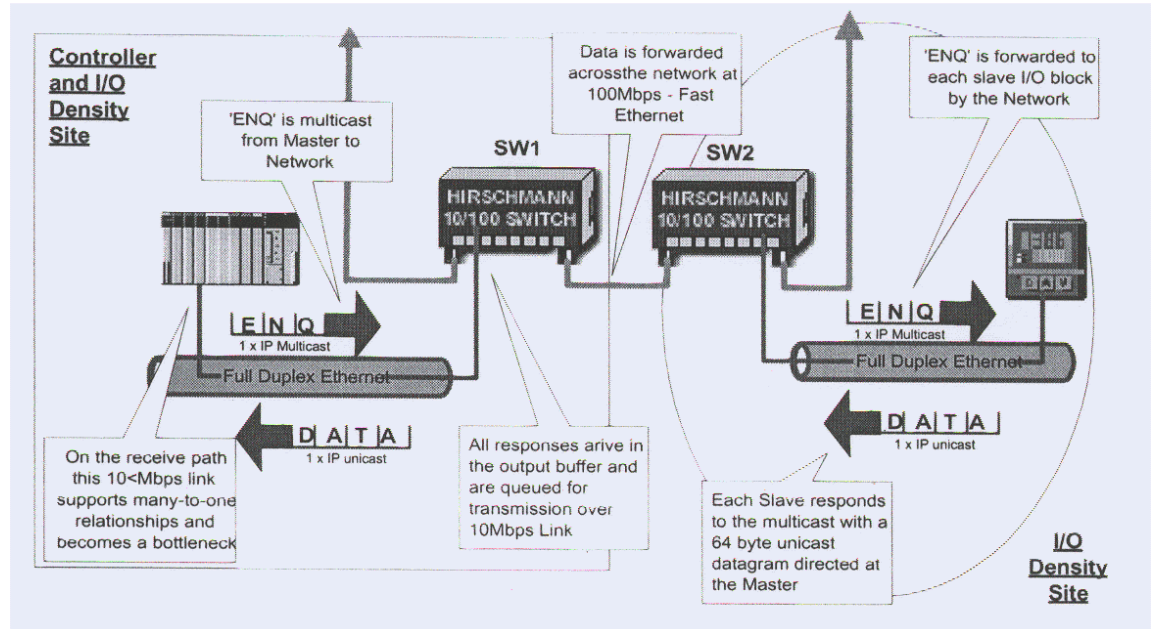 Controller
and I/O
Density
Site
'ENQ' is multicast
from Master to
Network
Data is forwarded
acrossthe network at
100Mbps - Fast
Ethernet
'ENQ' is forwarded to
each slave I/O block
by the Network
SW1
SW2
HIRSCHMANN
10/100 SWITCH
HIRSCHMANN
10/100 SWITCH
E N Q
1 x IP Multicast
E N Q
1 x IP Multicast
Full Duplex Ethernet
Full Duplex Ethernet
D A T A
1 x IP unicast
D A T A
1 x IP unicast
On the receive path
this 10<Mbps link
supports many-to-one
relationships and
becomes a bottleneck
All responses arive in
the output buffer and
are queued for
transmission over
10Mbps Link
Each Slave responds
to the multicast with a
64 byte unicast
datagram directed at
the Master
I/O
Density
Site